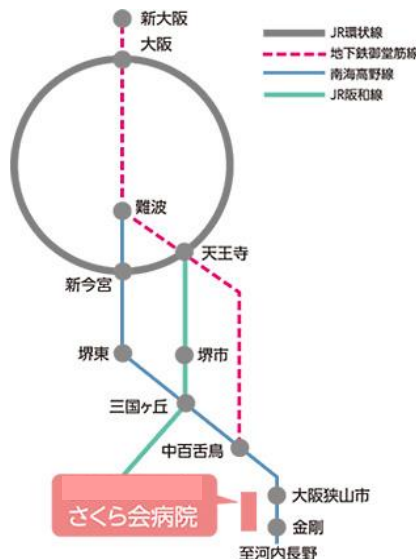 新大阪
大阪
JR環状線
地下鉄御堂筋線
南海高野線
JR阪和線
難波
天王寺
新今宮
堺東
堺市
三国ヶ丘
中百舌鳥
さくら会病院
大阪狭山市
金剛
至河内長野